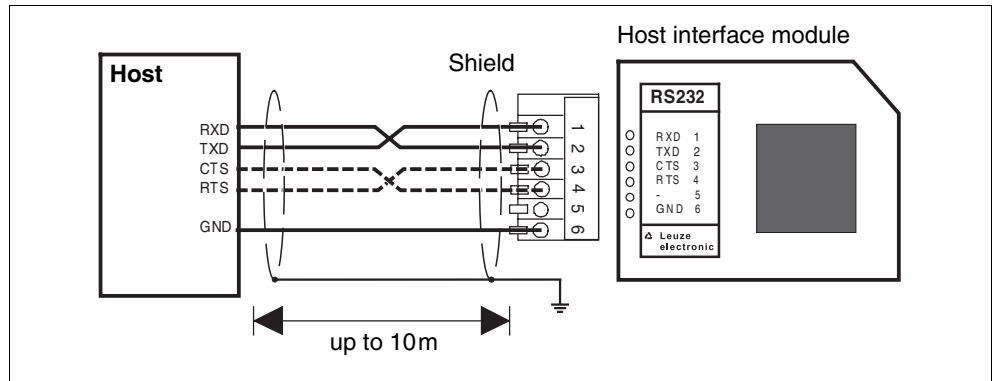 Host
RXD
TXD
CTS
RTS
GND
Shield
1
2
3
4
5
6
up to 10m
Host interface module
RS232
RXD 1
TXD 2
CTS 3
RTS 4
- 5
GND 6
Leuze
electronic